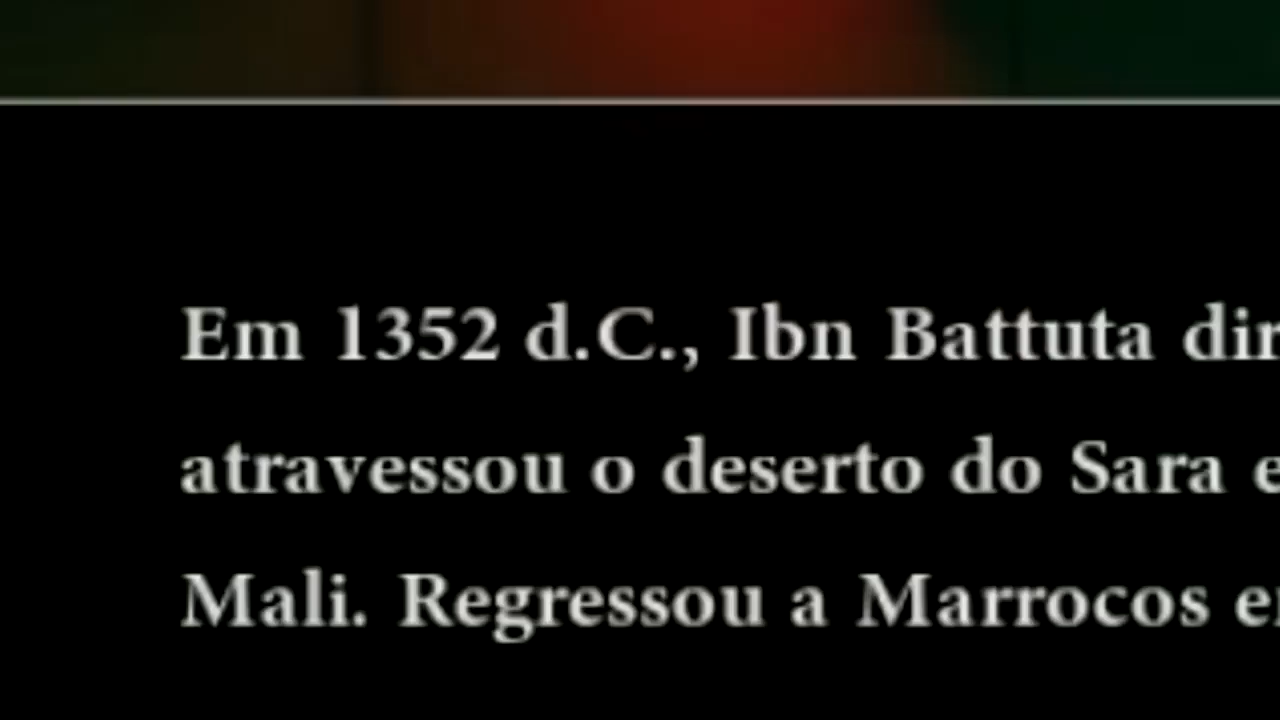 Em 1352 d.C., Ibn Battuta
atravessou o deserto do Sara e
Mali. Regressou a Marrocos